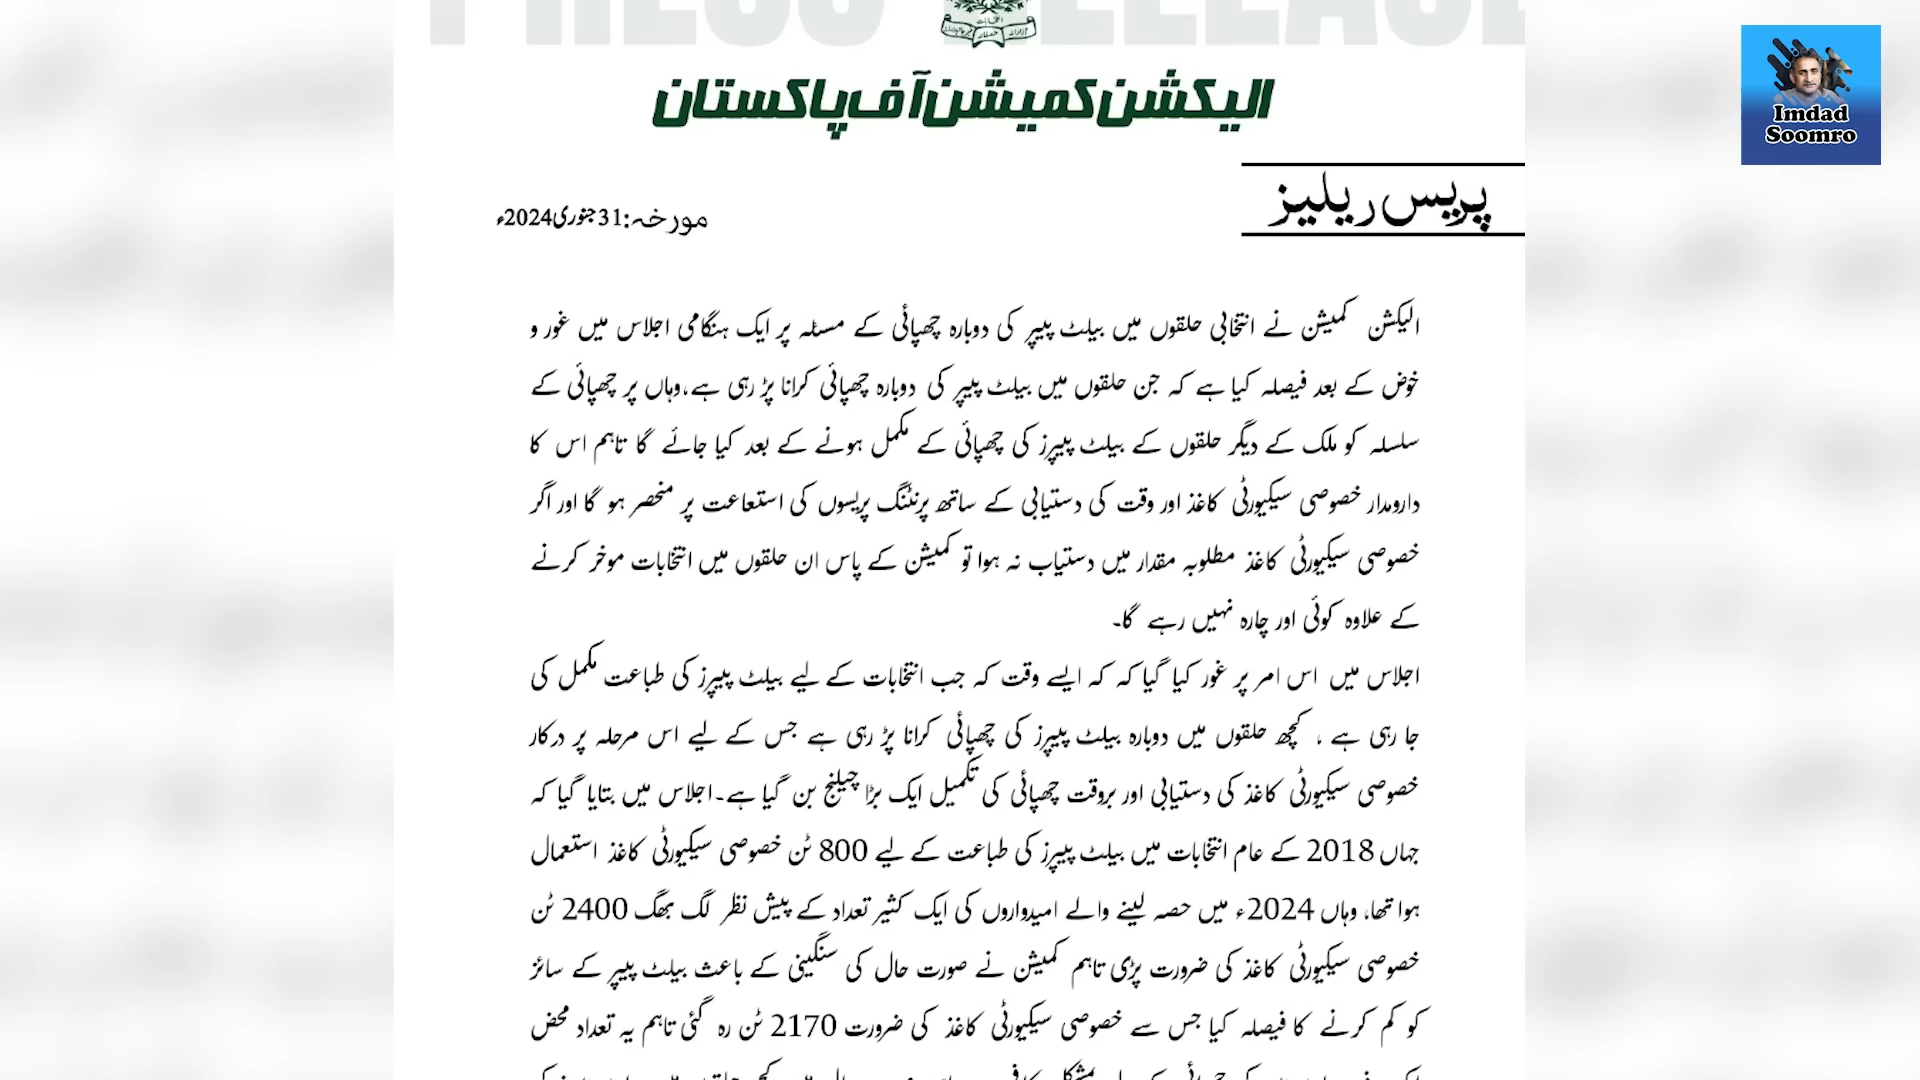 PRESS RELEASE
الیکشن کمیشن آف پاکستان
Imdad
Soomro
پریس ریلیز
مورخہ:31جنوری2024ء
الیکشن کمیشن نے انتخابی حلقوں میں بیلٹ پیپر کی دوبارہ چھپائی کے مسئلہ پر ایک ہنگامی اجلاس میں غور و
خوض کے بعد فیصلہ کیا ہے کہ جن حلقوں میں بیلٹ پیپر کی دوبارہ چھپائی کرانا پڑ رہی ہے،وہاں پر چھپائی کے
سلسلہ کو ملک کے دیگر حلقوں کے بیلٹ پیپرز کی چھپائی کے مکمل ہونے کے بعد کیا جائے گا تاہم اس کا
دارومدار خصوصی سیکیورٹی کاغذ اور وقت کی دستیابی کے ساتھ پرنٹنگ پریسوں کی استعاعت پر منحصر ہو گا اور اگر
خصوصی سیکیورٹی کاغذ مطلوبہ مقدار میں دستیاب نہ ہوا تو کمیشن کے پاس ان حلقوں میں انتخابات موخر کرنے
کے علاوہ کوئی اور چارہ نہیں رہے گا۔
اجلاس میں اس امر پر غور کیا گیا کہ کہ ایسے وقت کہ جب انتخابات کے لیے بیلٹ پیپرز کی طباعت مکمل کی
جا رہی ہے ، کچھ حلقوں میں دوبارہ بیلٹ پیپرز کی چھپائی کرانا پڑ رہی ہے جس کے لیے اس مرحلہ پر درکار
خصوصی سیکیورٹی کاغذ کی دستیابی اور بروقت چھپائی کی تکمیل ایک بڑا چیلنج بن گیا ہے۔اجلاس میں بتایا گیا کہ
جہاں 2018 کے عام انتخابات میں بیلٹ پیپرز کی طباعت کے لیے 800 ٹن خصوصی سیکیورٹی کاغذ استعمال
ہوا تھا، وہاں 2024ء میں حصہ لینے والے امیدواروں کی ایک کثیر تعداد کے پیش نظر لگ بھگ 2400 ٹن
خصوصی سیکیورٹی کاغذ کی ضرورت پڑی تاہم کمیشن نے صورت حال کی سنگینی کے باعث بیلٹ پیپر کے سائز
کو کم کرنے کا فیصلہ کیا جس سے خصوصی سیکیورٹی کاغذ کی ضرورت 2170 ٹن رہ گئی تاہم یہ تعداد محض